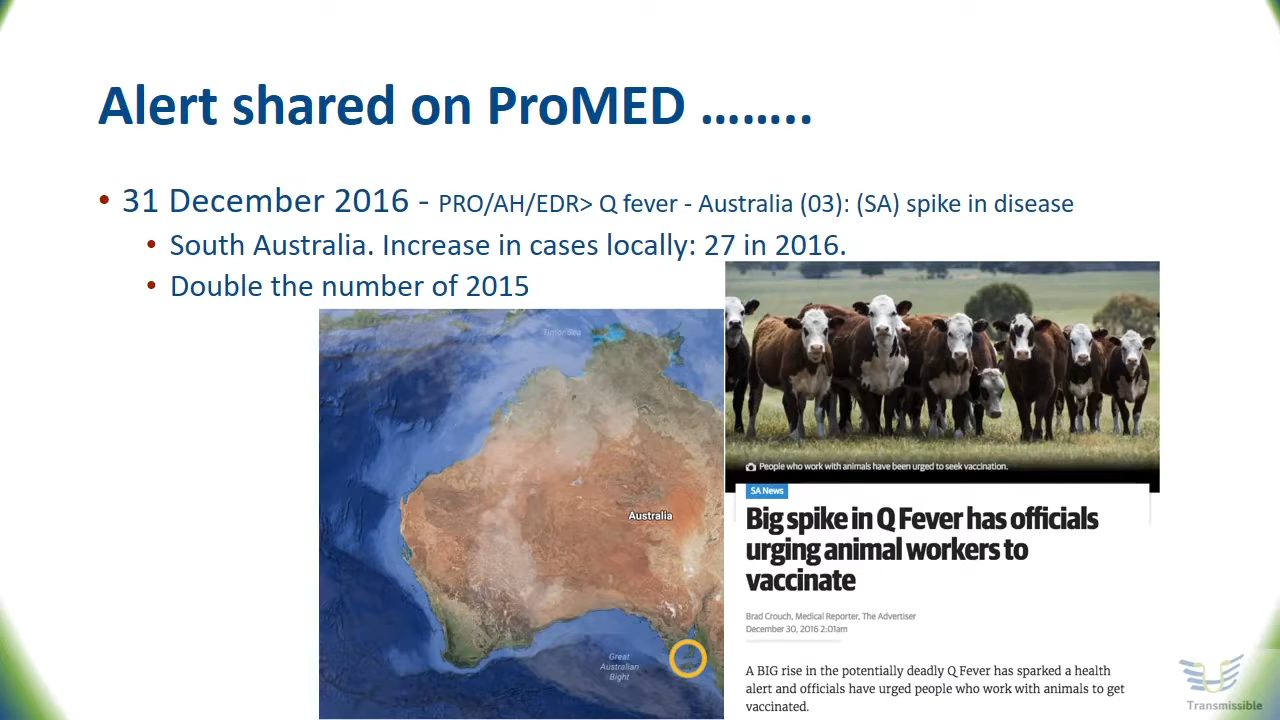 Alert shared on ProMED ........
• 31 December 2016 - PRO/AH/EDR> Q fever - Australia (03): (SA) spike in disease
• South Australia. Increase in cases locally: 27 in 2016.
• Double the number of 2015
Timor Sea
Australia
Great
Australian
Bight
People who work with animals have been urged to seek vaccination.
SA News
Big spike in Q Fever has officials
urging animal workers to
vaccinate
Brad Crouch, Medical Reporter, The Advertiser
December 30, 2016 2:01am
A BIG rise in the potentially deadly Q Fever has sparked a health
alert and officials have urged people who work with animals to get
vaccinated.
Transmissible